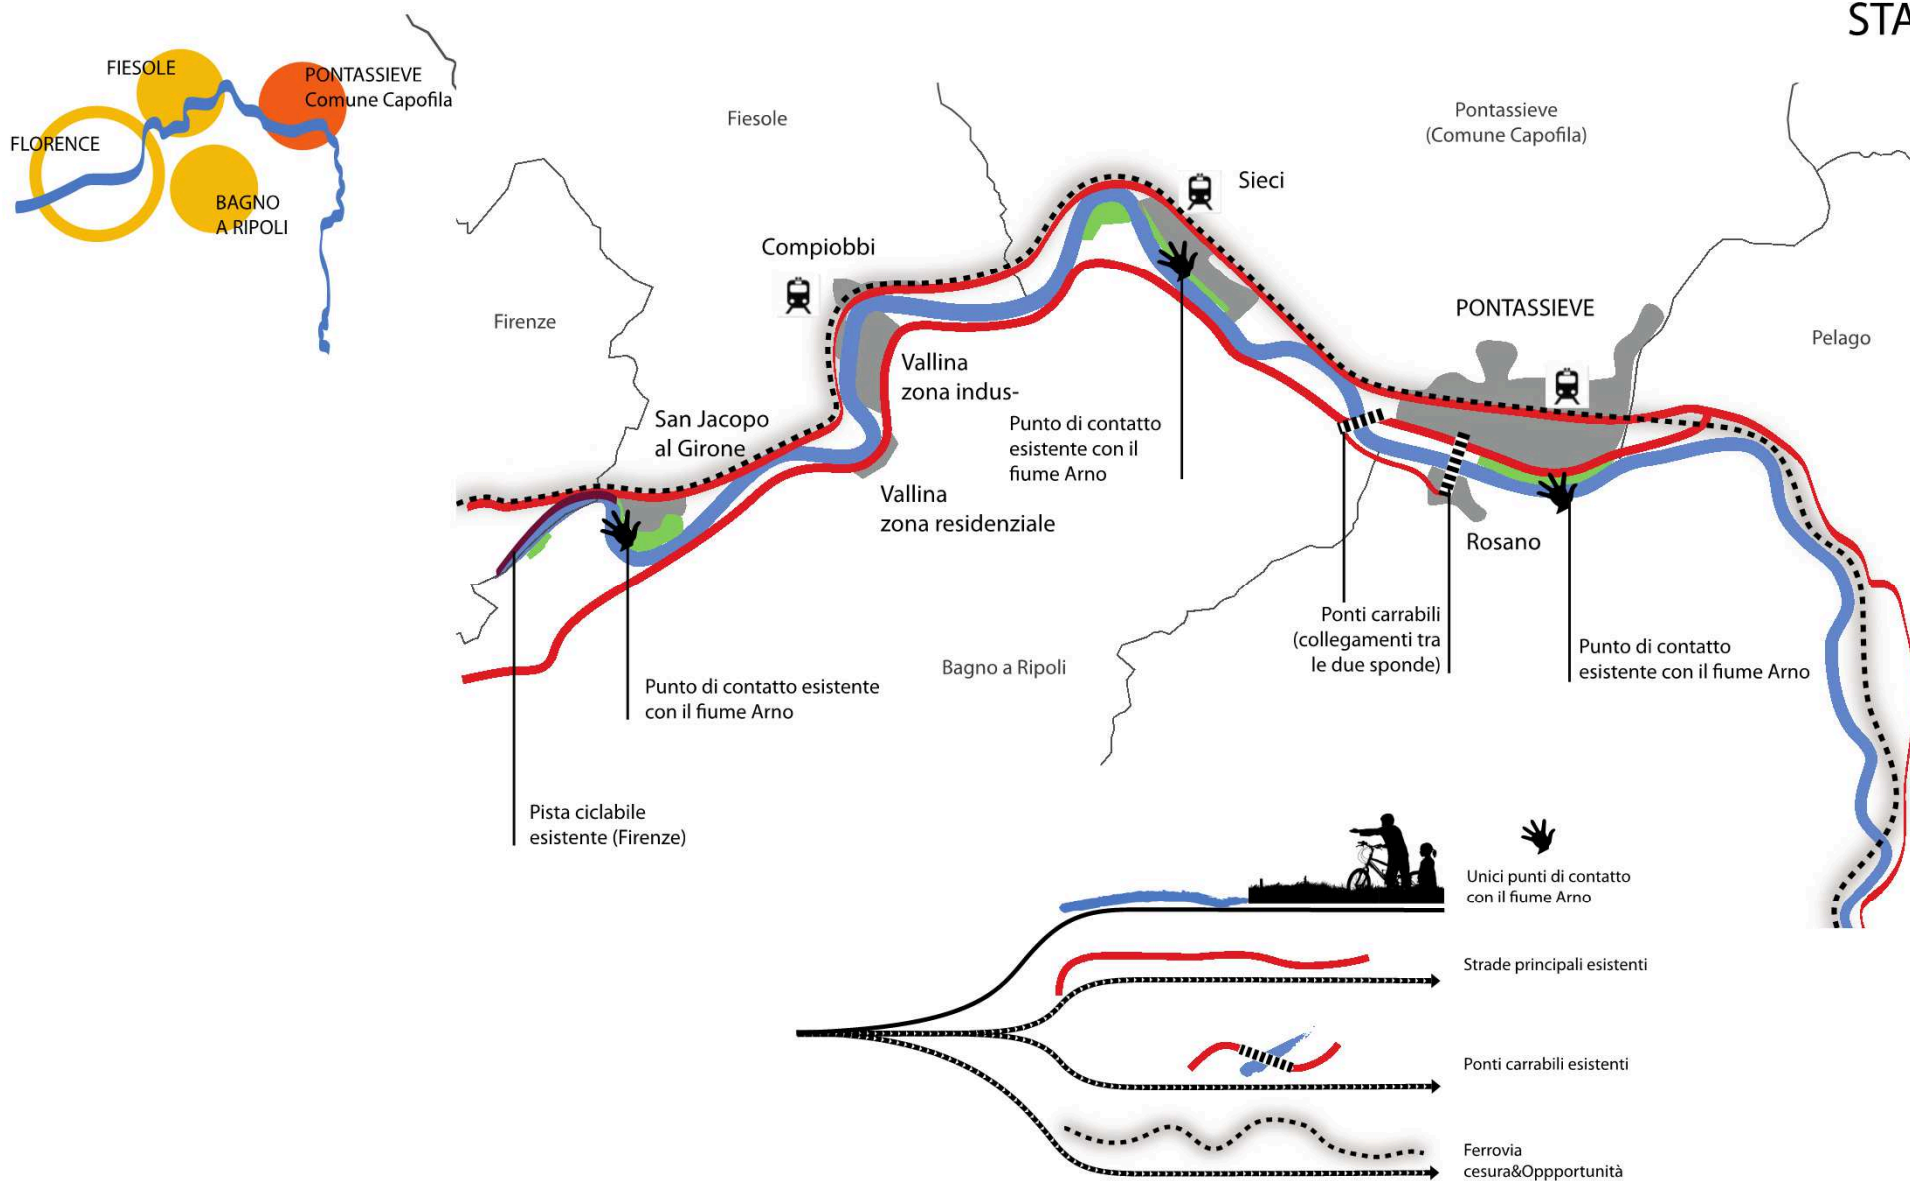 STA
FIESOLE
PONTASSIEVE
Comune Capofila
FLORENCE
BAGNO
A RIPOLI
Fiesole
Pontassieve
(Comune Capofila)
Sieci
Compiobbi
Firenze
PONTASSIEVE
Pelago
Vallina
zona indus-
San Jacopo
al Girone
Punto di contatto
esistente con il
fiume Arno
Vallina
zona residenziale
Rosano
Ponti carrabili
(collegamenti tra
le due sponde)
Punto di contatto
esistente con il fiume Arno
Bagno a Ripoli
Punto di contatto esistente
con il fiume Arno
Pista ciclabile
esistente (Firenze)
Unici punti di contatto
con il fiume Arno
Strade principali esistenti
Ponti carrabili esistenti
Ferrovia
cesura&Oppportunità